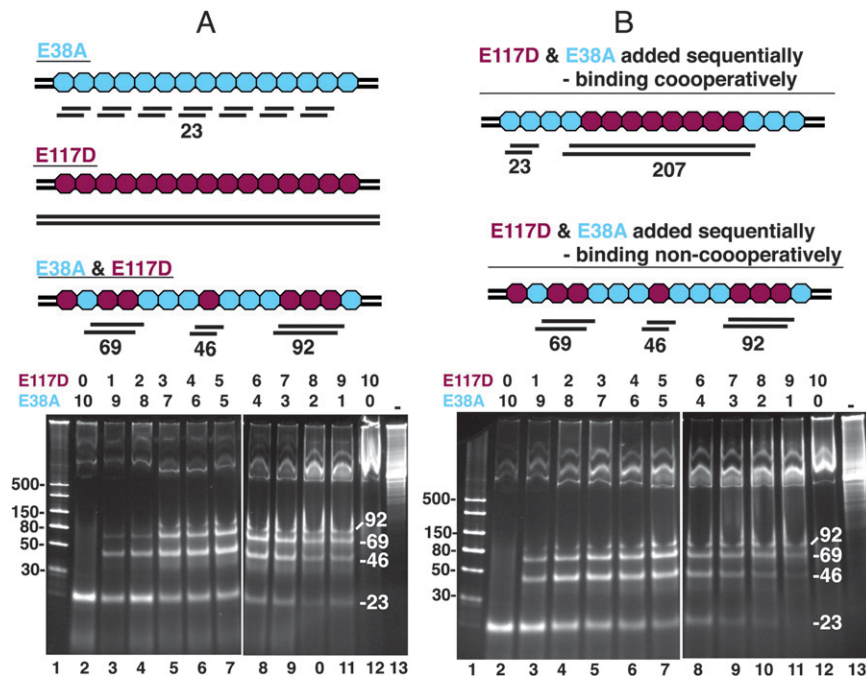 A
E38A
23
E117D
E38A & E117D
69 46 92
E117D 0 1 2 3 4 5 6 7 8 9 10
E38A 10 9 8 7 6 5 4 3 2 1 0 -
500-
150-
80-
50-
30-
92
-69
-46
-23
1 2 3 4 5 6 7 8 9 0 11 12 13
B
E117D & E38A added sequentially
- binding coooperatively
23 207
E117D & E38A added sequentially
- binding non-coooperatively
69 46 92
E117D 0 1 2 3 4 5 6 7 8 9 10
E38A 10 9 8 7 6 5 4 3 2 1 0 -
500-
150-
80-
50-
30-
92
-69
-46
-23
1 2 3 4 5 6 7 8 9 10 11 12 13